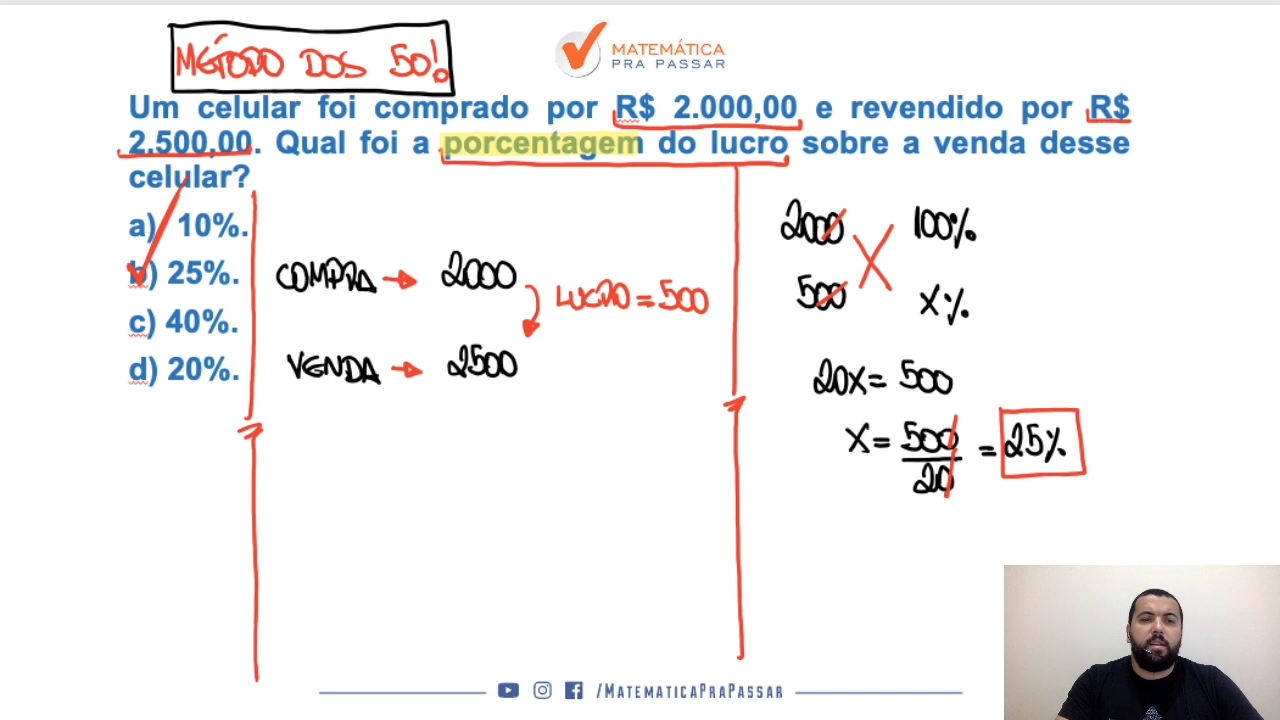 MÉTODO DOS 50!
MATEMÁTICA
PRA PASSAR
Um celular foi comprado por R$ 2.000,00 e revendido por R$
2.500,00. Qual foi a porcentagem do lucro sobre a venda desse
celular?
a) 10%.
b) 25%.
c) 40%.
d) 20%.
COMPRA → 2000
LUCRO = 500
VENDA → 2500
2000 100%
500 X%
20X = 500
X = 500
20
= 25%
/MATEMATICAPRAPASSAR